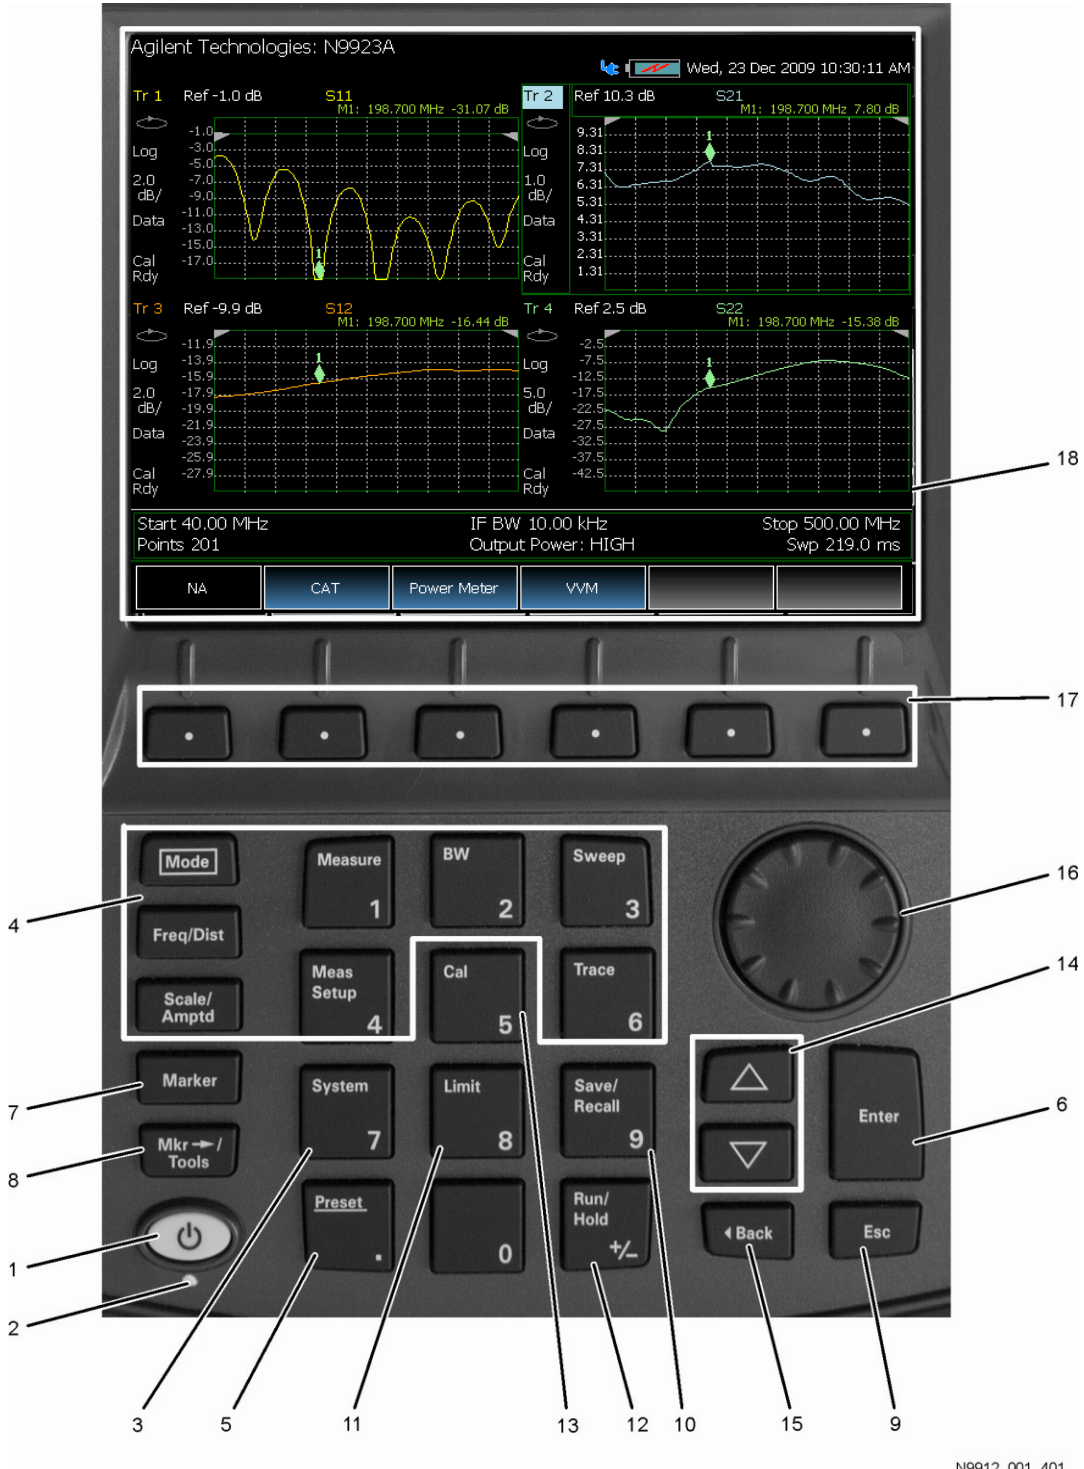 Agilent Technologies: N9923A
Wed, 23 Dec 2009 10:30:11 AM
Tr 1 Ref -1.0 dB S11
M1: 198.700 MHz -31.07 dB
Log
2.0
dB/
Data
Cal
Rdy
-1.0
-3.0
-5.0
-7.0
-9.0
-11.0
-13.0
-15.0
-17.0
1
Tr 2 Ref 10.3 dB S21
M1: 198.700 MHz 7.80 dB
Log
1.0
dB/
Data
Cal
Rdy
9.31
8.31
7.31
6.31
5.31
4.31
3.31
2.31
1.31
1
Tr 3 Ref -9.9 dB S12
M1: 198.700 MHz -16.44 dB
Log
2.0
dB/
Data
Cal
Rdy
-11.9
-13.9
-15.9
-17.9
-19.9
-21.9
-23.9
-25.9
-27.9
1
Tr 4 Ref 2.5 dB S22
M1: 198.700 MHz -15.38 dB
Log
5.0
dB/
Data
Cal
Rdy
-2.5
-7.5
-12.5
-17.5
-22.5
-27.5
-32.5
-37.5
-42.5
1
18
Start 40.00 MHz IF BW 10.00 kHz Stop 500.00 MHz
Points 201 Output Power: HIGH Swp 219.0 ms
NA CAT Power Meter VVM
17
Mode
Measure
1
BW
2
Sweep
3
16
4
Freq/Dist
Scale/
Amptd
Meas
Setup
4
Cal
5
Trace
6
14
Marker
System
7
Limit
8
Save/
Recall
9
Enter
6
7
Mkr /
Tools
8
Preset
.
0
Run/
Hold
+/-
Back
Esc
1
2
3
5
11
13
12
10
15
9
N9912_001_401